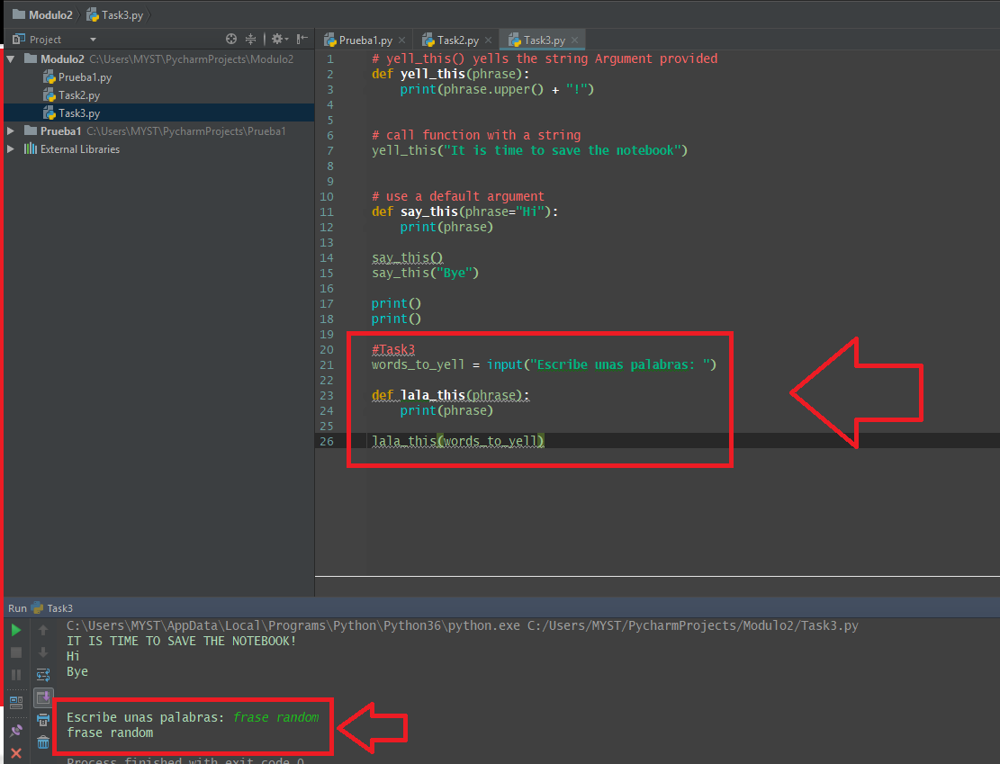 Modulo2 Task3.py
Project
Prueba1.py Task2.py Task3.py
Modulo2 C:\Users\MYST\PycharmProjects\Modulo2
Prueba1.py
Task2.py
Task3.py
Prueba1 C:\Users\MYST\PycharmProjects\Prueba1
External Libraries
1 # yell_this() yells the string Argument provided
2 def yell_this(phrase):
3 print(phrase.upper() + "!")
4
5
6 # call function with a string
7 yell_this("It is time to save the notebook")
8
9
10 # use a default argument
11 def say_this(phrase="Hi"):
12 print(phrase)
13
14 say_this()
15 say_this("Bye")
16
17 print()
18 print()
19
20 #Task3
21 words_to_yell = input("Escribe unas palabras: ")
22
23 def lala_this(phrase):
24 print(phrase)
25
26 lala_this(words_to_yell)
Run Task3
C:\Users\MYST\AppData\Local\Programs\Python\Python36\python.exe C:/Users/MYST/PycharmProjects/Modulo2/Task3.py
IT IS TIME TO SAVE THE NOTEBOOK!
Hi
Bye
Escribe unas palabras: frase random
frase random
Process finished with exit code 0